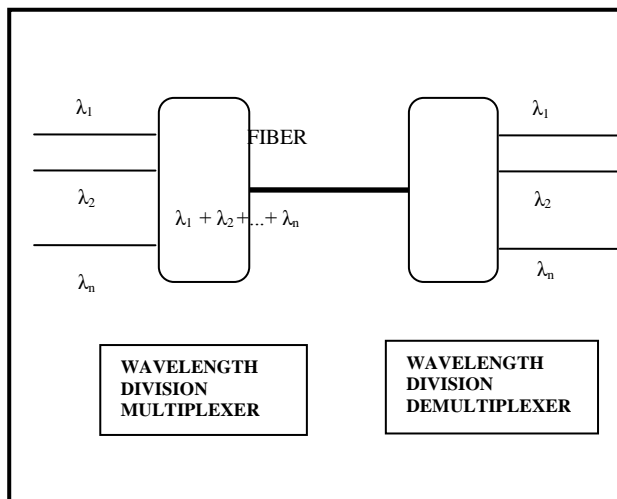 λ₁
λ₁
FIBER
λ₂
λ₂
λ₁ + λ₂ +...+ λₙ
λₙ
λₙ
WAVELENGTH
DIVISION
MULTIPLEXER
WAVELENGTH
DIVISION
DEMULTIPLEXER